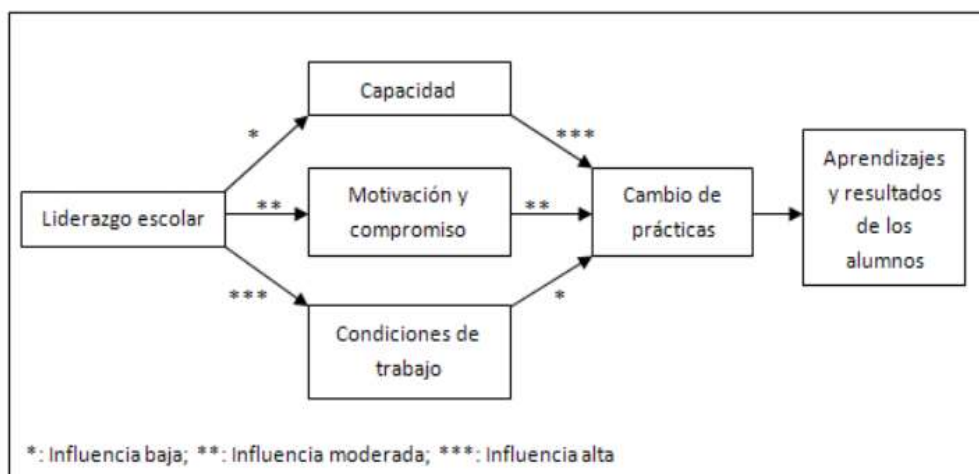 Capacidad
*
***
Liderazgo escolar
**
Motivación y
compromiso
**
Cambio de
prácticas
Aprendizajes
y resultados
de los
alumnos
***
*
Condiciones de
trabajo
*: Influencia baja; **: Influencia moderada; ***: Influencia alta